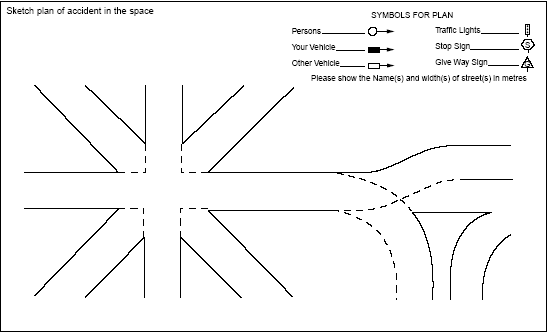 Sketch plan of accident in the space
SYMBOLS FOR PLAN
Persons
Traffic Lights
Your Vehicle
Stop Sign
S
Other Vehicle
Give Way Sign
Please show the Name(s) and width(s) of street(s) in metres